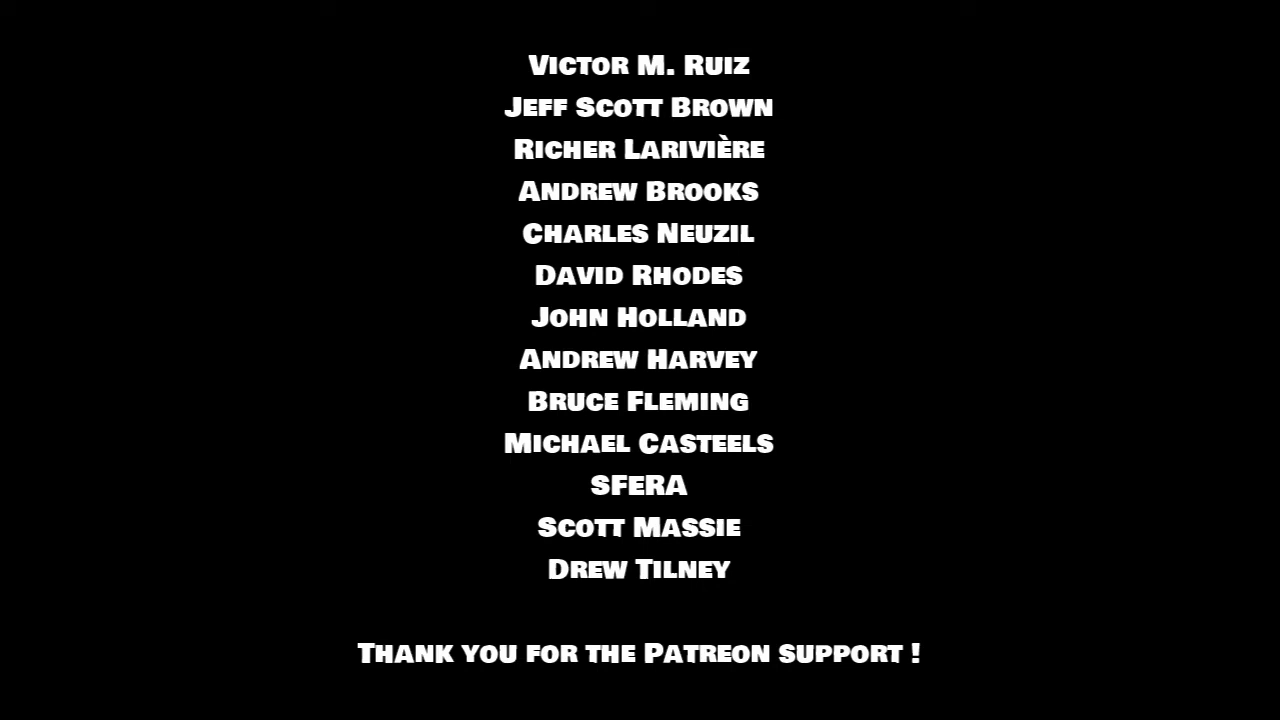 Victor M. Ruiz
Jeff Scott Brown
Richer Larivière
Andrew Brooks
Charles Neuzil
David Rhodes
John Holland
Andrew Harvey
Bruce Fleming
Michael Casteels
SFERA
Scott Massie
Drew Tilney
Thank you for the Patreon support !